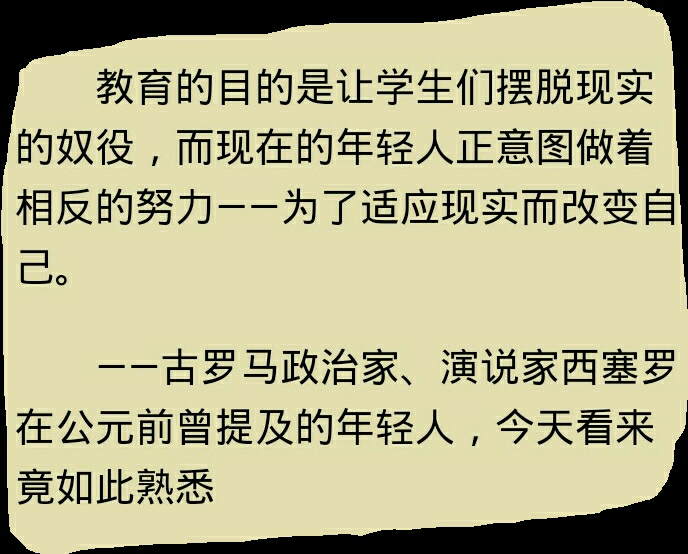 教育的目的是让学生们摆脱现实
的奴役，而现在的年轻人正意图做着
相反的努力——为了适应现实而改变自
己。
——古罗马政治家、演说家西塞罗
在公元前曾提及的年轻人，今天看来
竟如此熟悉